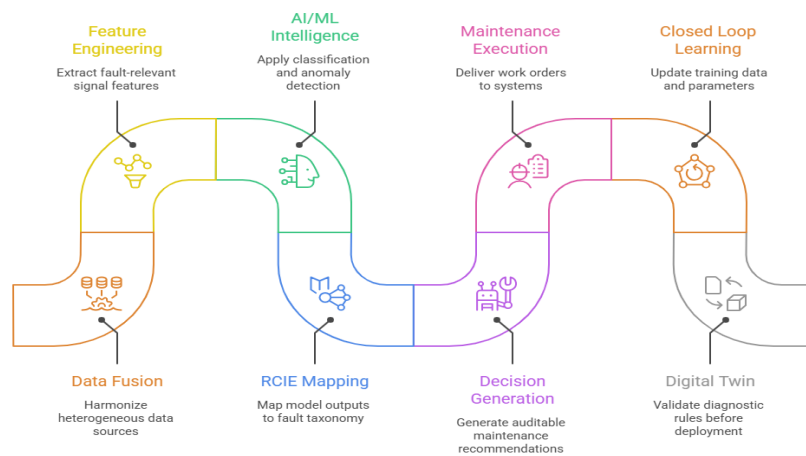 Feature
Engineering
Extract fault-relevant
signal features
AI/ML
Intelligence
Apply classification
and anomaly
detection
Maintenance
Execution
Deliver work orders
to systems
Closed Loop
Learning
Update training data
and parameters
Data Fusion
Harmonize
heterogeneous data
sources
RCIE Mapping
Map model outputs
to fault taxonomy
Decision
Generation
Generate auditable
maintenance
recommendations
Digital Twin
Validate diagnostic
rules before
deployment